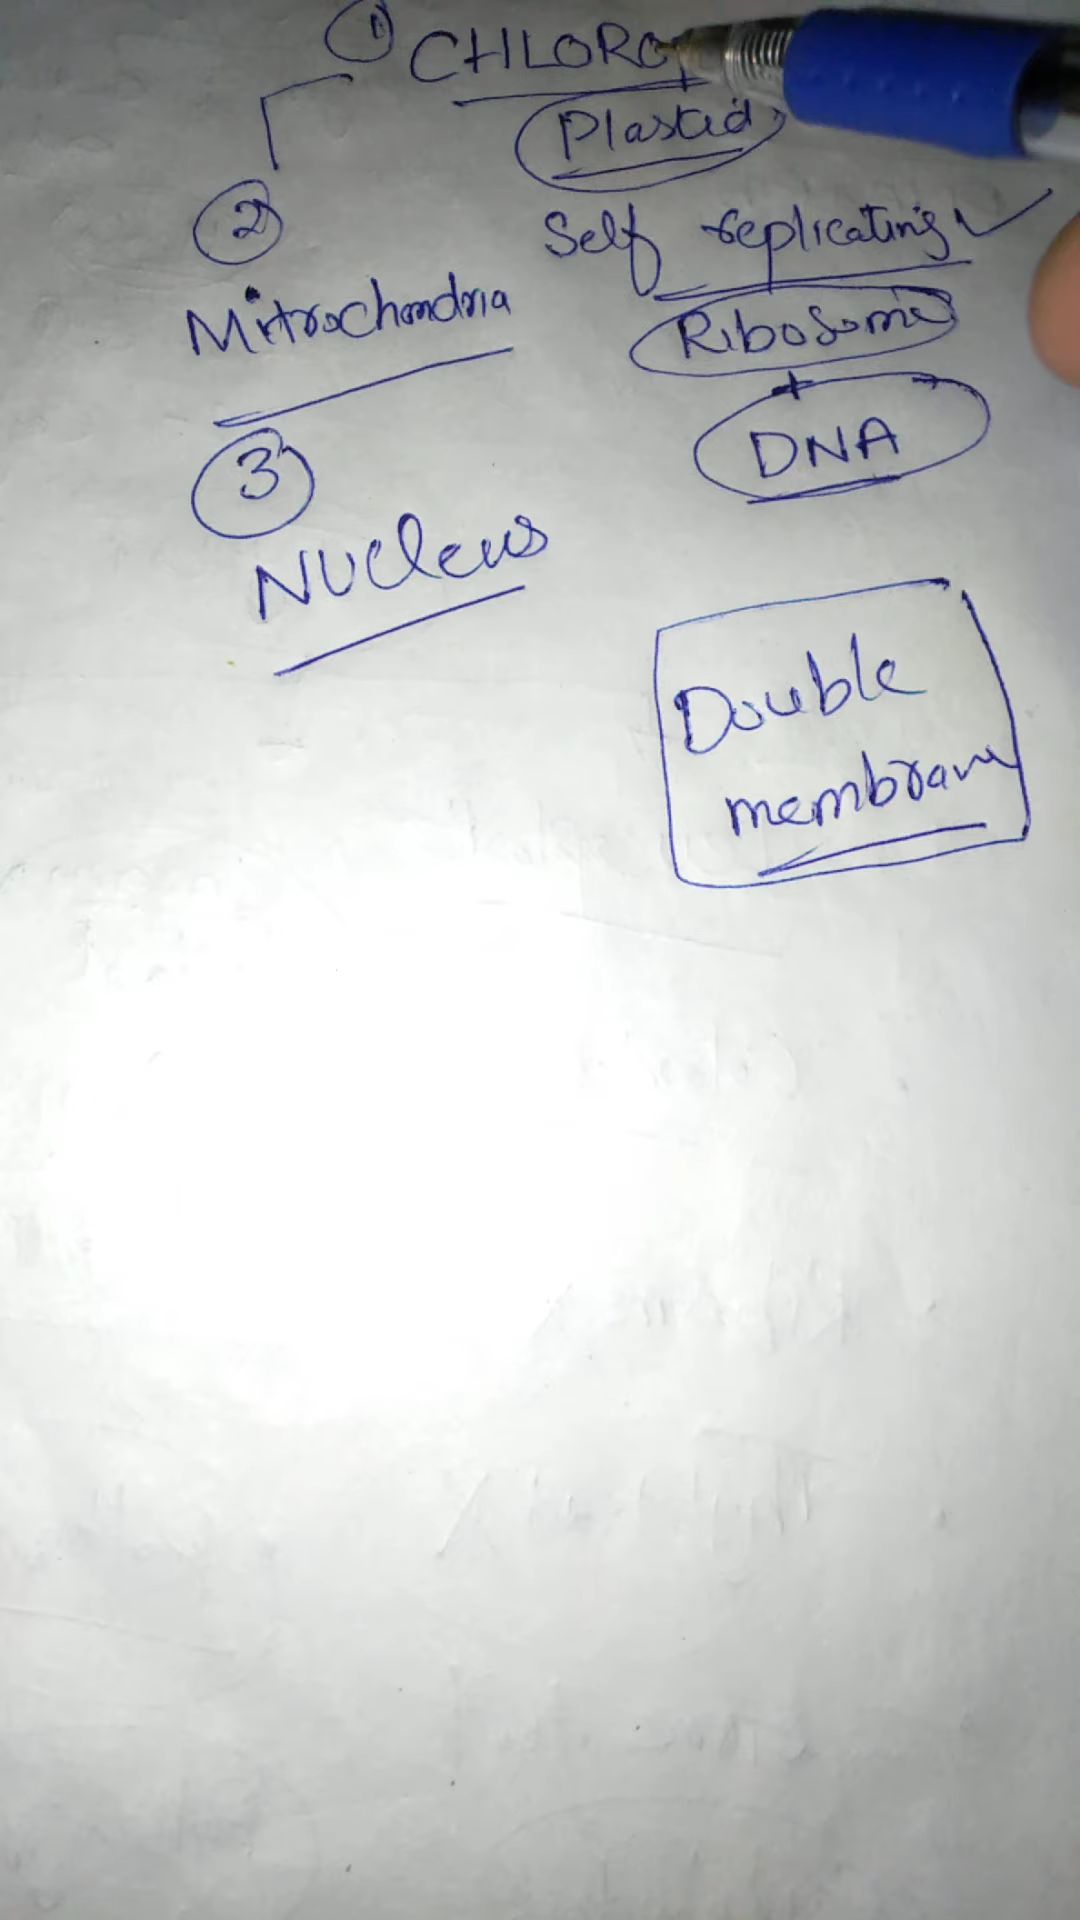 ① CHLORO
Plastid
②
Self replicating ✓
Mitrochondria
Ribosome
+
DNA
③
Nucleus
Double
membrane